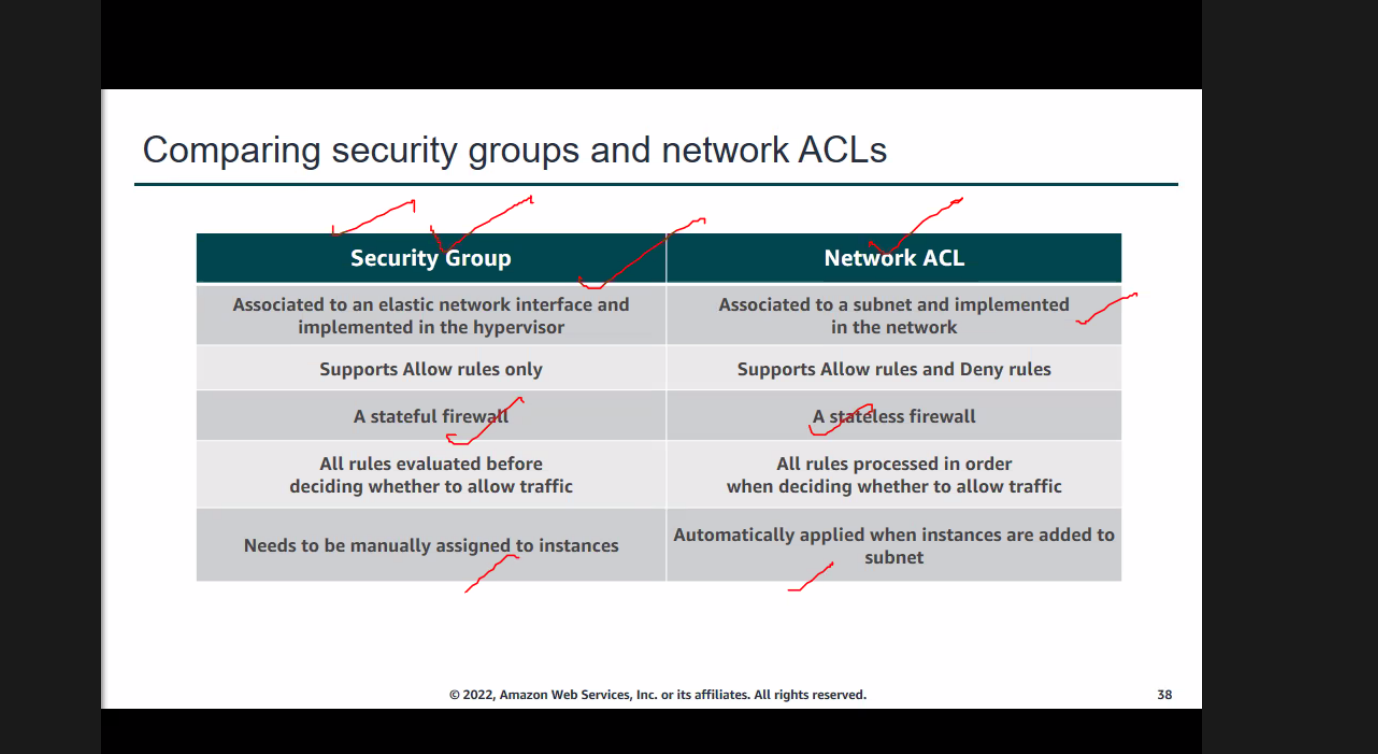 Comparing security groups and network ACLs
Security Group
Network ACL
Associated to an elastic network interface and
implemented in the hypervisor
Associated to a subnet and implemented
in the network
Supports Allow rules only
Supports Allow rules and Deny rules
A stateful firewall
A stateless firewall
All rules evaluated before
deciding whether to allow traffic
All rules processed in order
when deciding whether to allow traffic
Needs to be manually assigned to instances
Automatically applied when instances are added to
subnet
© 2022, Amazon Web Services, Inc. or its affiliates. All rights reserved.
38